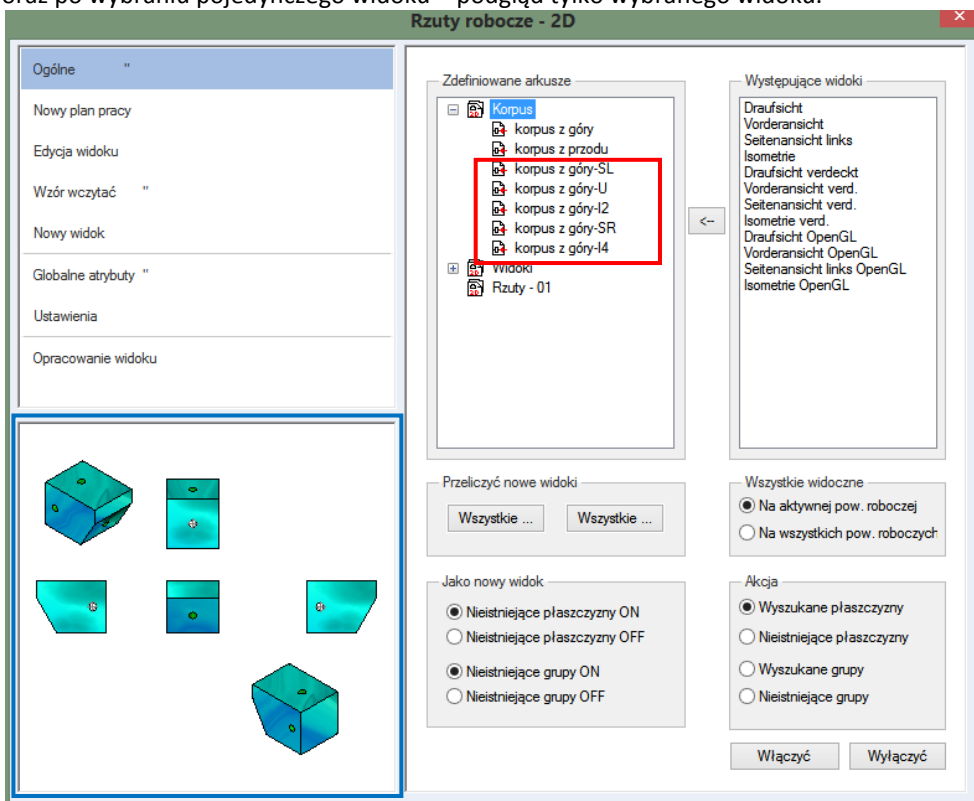 oraz po wybraniu pojedynczego widoku – podgląd tylko wybranego widoku.
Rzuty robocze - 2D
Ogólne "
Nowy plan pracy
Edycja widoku
Wzór wczytać "
Nowy widok
Globalne atrybuty "
Ustawienia
Opracowanie widoku
Zdefiniowane arkusze
Korpus
korpus z góry
korpus z przodu
korpus z góry-SL
korpus z góry-U
korpus z góry-I2
korpus z góry-SR
korpus z góry-I4
Widoki
Rzuty - 01
<--
Występujące widoki
Draufsicht
Vorderansicht
Seitenansicht links
Isometrie
Draufsicht verdeckt
Vorderansicht verd.
Seitenansicht verd.
Isometrie verd.
Draufsicht OpenGL
Vorderansicht OpenGL
Seitenansicht links OpenGL
Isometrie OpenGL
Przeliczyć nowe widoki
Wszystkie ...
Wszystkie ...
Wszystkie widoczne
Na aktywnej pow. roboczej
Na wszystkich pow. roboczych
Jako nowy widok
Nieistniejące płaszczyzny ON
Nieistniejące płaszczyzny OFF
Nieistniejące grupy ON
Nieistniejące grupy OFF
Akcja
Wyszukane płaszczyzny
Nieistniejące płaszczyzny
Wyszukane grupy
Nieistniejące grupy
Włączyć
Wyłączyć